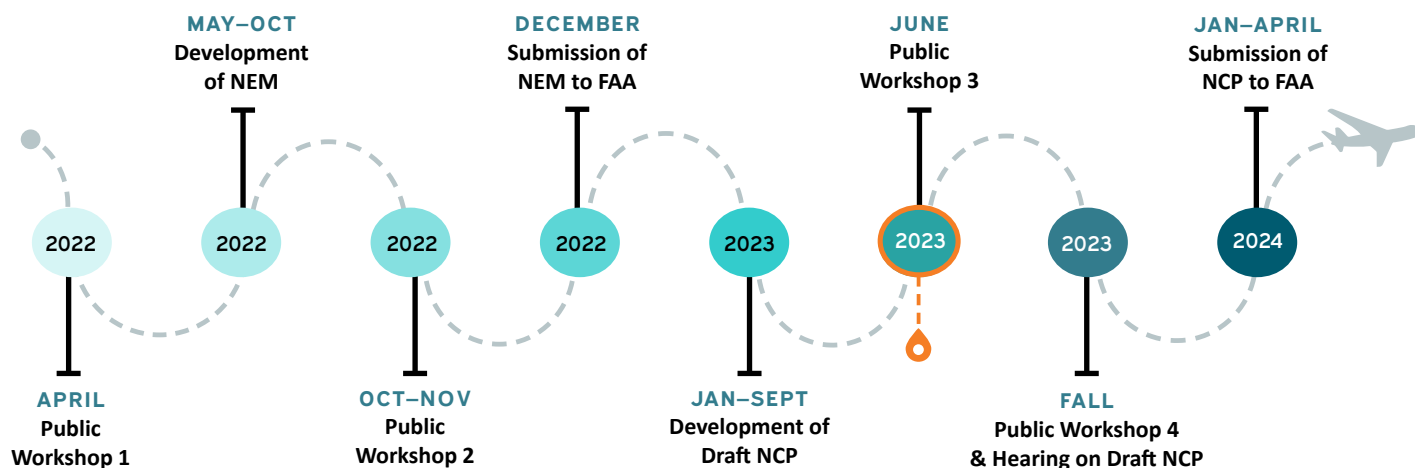 MAY–OCT
Development
of NEM
DECEMBER
Submission of
NEM to FAA
JUNE
Public
Workshop 3
JAN–APRIL
Submission of
NCP to FAA
2022
2022
2022
2022
2023
2023
2023
2024
APRIL
Public
Workshop 1
OCT–NOV
Public
Workshop 2
JAN–SEPT
Development of
Draft NCP
FALL
Public Workshop 4
& Hearing on Draft NCP